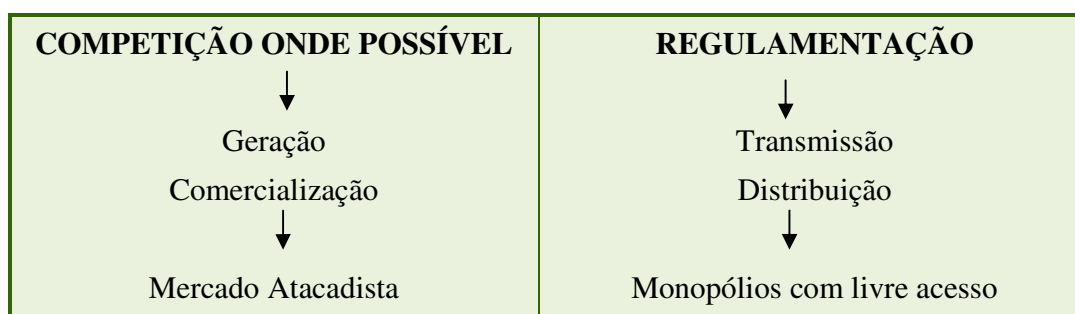 COMPETIÇÃO ONDE POSSÍVEL
Geração
Comercialização
Mercado Atacadista
REGULAMENTAÇÃO
Transmissão
Distribuição
Monopólios com livre acesso